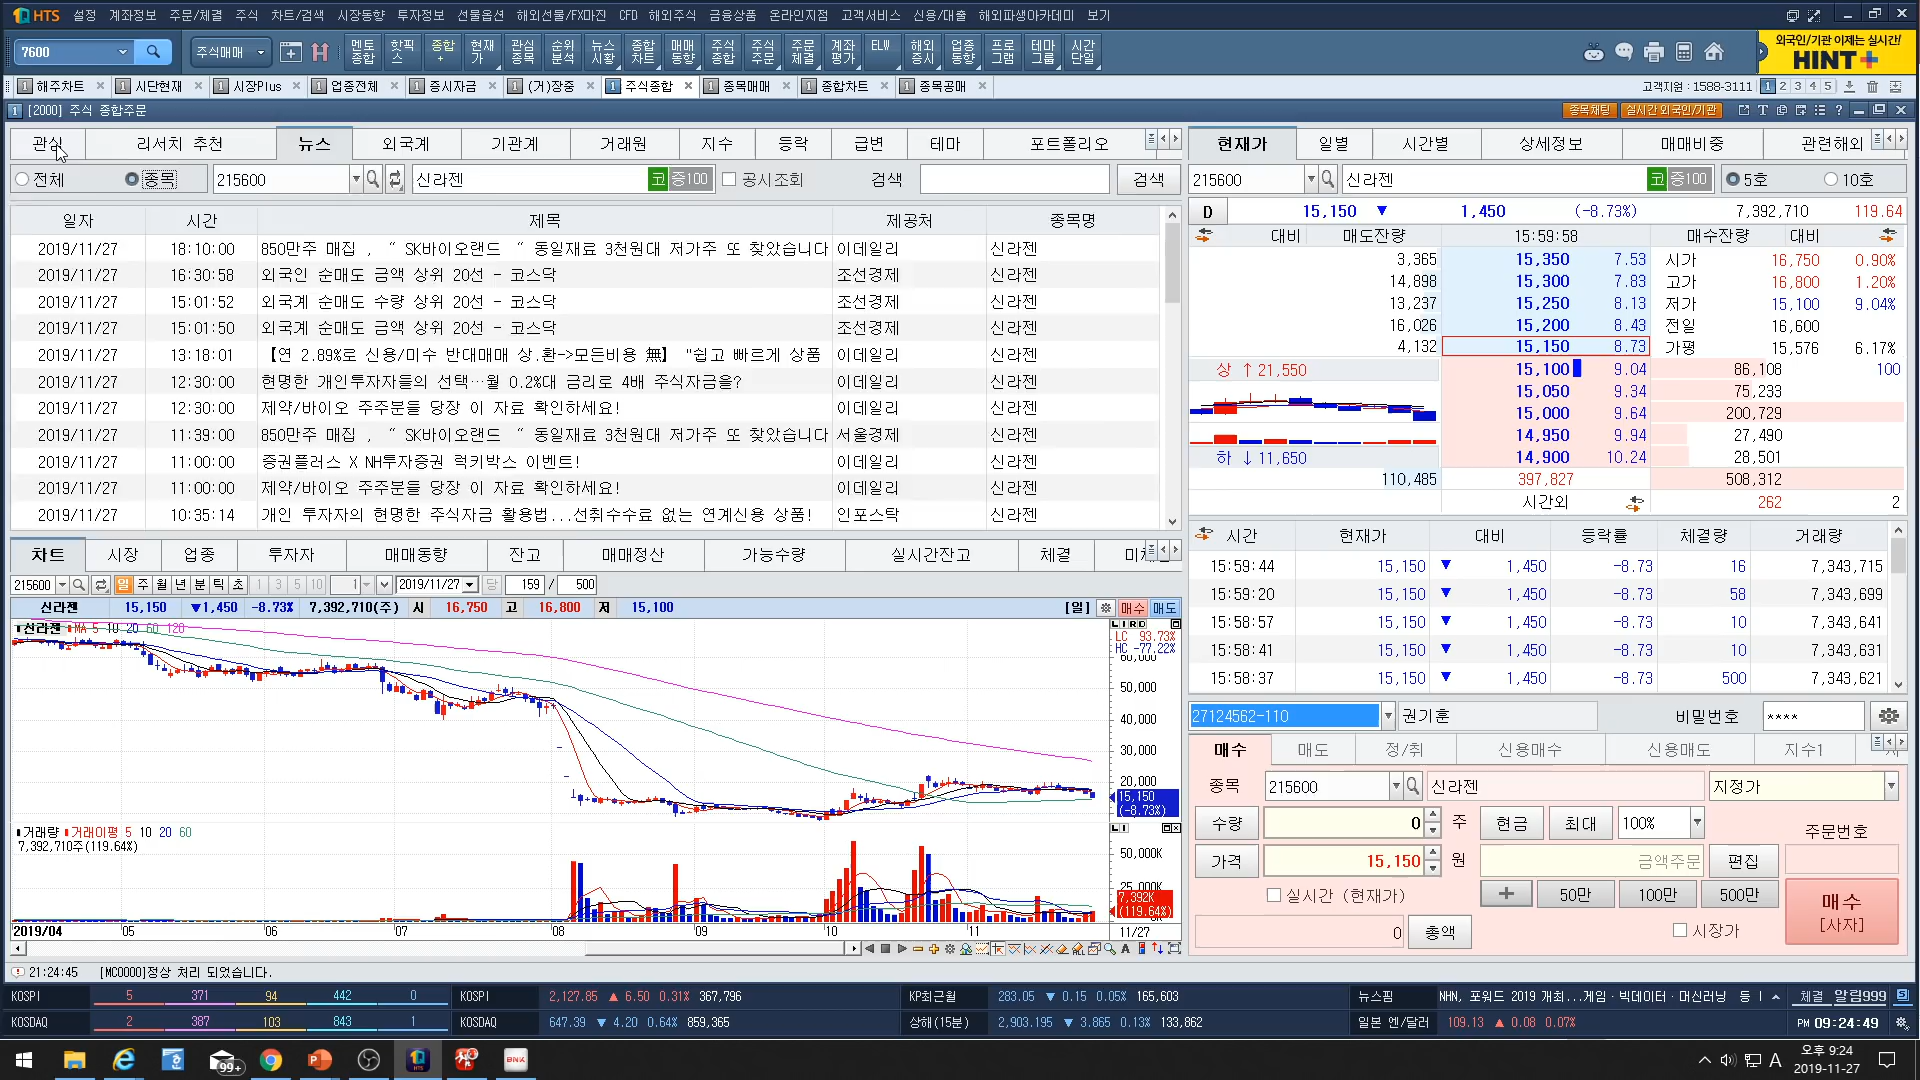 HTS 설정 계좌정보 주문/체결 주식 차트/검색 시장동향 투자정보 선물옵션 해외선물/FX마진 CFD 해외주식 금융상품 온라인지점 고객서비스 신용/대출 해외파생아카데미 보기
7600 주식매매 멘토종합 핫픽스 종합+ 현재가 관심종목 순위분석 뉴스시황 종합차트 매매동향 주식종합 주식주문 주문체결 계좌평가 ELW 해외증시 업종동향 프로그램 테마그룹 시간단일
외국인/기관 이제는 실시간!
HINT+
1 해주차트 1 시단현재 1 시장Plus 1 업종전체 1 증시자금 1 (거)장중 1 주식종합 1 종목매매 1 종합차트 1 종목공매 고객지원 : 1588-3111 1 2 3 4 5
1 [2000] 주식 종합주문 종목채팅 실시간 외국인/기관
관심 리서치 추천 뉴스 외국계 기관계 거래원 지수 등락 급변 테마 포트폴리오
전체 종목 215600 신라젠 코 증100 공시조회 검색 검색
일자 시간 제목 제공처 종목명
2019/11/27 18:10:00 850만주 매집 , “ SK바이오랜드 “ 동일재료 3천원대 저가주 또 찾았습니다 이데일리 신라젠
2019/11/27 16:30:58 외국인 순매도 금액 상위 20선 - 코스닥 조선경제 신라젠
2019/11/27 15:01:52 외국계 순매도 수량 상위 20선 - 코스닥 조선경제 신라젠
2019/11/27 15:01:50 외국계 순매도 금액 상위 20선 - 코스닥 조선경제 신라젠
2019/11/27 13:18:01 【연 2.89%로 신용/미수 반대매매 상.환->모든비용 無】 "쉽고 빠르게 상품 이데일리 신라젠
2019/11/27 12:30:00 현명한 개인투자자들의 선택…월 0.2%대 금리로 4배 주식자금을? 이데일리 신라젠
2019/11/27 12:30:00 제약/바이오 주주분들 당장 이 자료 확인하세요! 이데일리 신라젠
2019/11/27 11:39:00 850만주 매집 , “ SK바이오랜드 “ 동일재료 3천원대 저가주 또 찾았습니다 서울경제 신라젠
2019/11/27 11:00:00 증권플러스 X NH투자증권 럭키박스 이벤트! 이데일리 신라젠
2019/11/27 11:00:00 제약/바이오 주주분들 당장 이 자료 확인하세요! 이데일리 신라젠
2019/11/27 10:35:14 개인 투자자의 현명한 주식자금 활용법...선취수수료 없는 연계신용 상품! 인포스탁 신라젠
현재가 일별 시간별 상세정보 매매비중 관련해외
215600 신라젠 코 증100 5호 10호
D 15,150 ▼ 1,450 (-8.73%) 7,392,710 119.64
대비 매도잔량 15:59:58 매수잔량 대비
3,365 15,350 7.53 시가 16,750 0.90%
14,898 15,300 7.83 고가 16,800 1.20%
13,237 15,250 8.13 저가 15,100 9.04%
16,026 15,200 8.43 전일 16,600
4,132 15,150 8.73 가평 15,576 6.17%
상 ↑ 21,550 15,100 9.04 86,108 100
15,050 9.34 75,233
15,000 9.64 200,729
14,950 9.94 27,490
하 ↓ 11,650 14,900 10.24 28,501
110,485 397,827 508,312
시간외 262 2
시간 현재가 대비 등락률 체결량 거래량
15:59:44 15,150 ▼ 1,450 -8.73 16 7,343,715
15:59:20 15,150 ▼ 1,450 -8.73 58 7,343,699
15:58:57 15,150 ▼ 1,450 -8.73 10 7,343,641
15:58:41 15,150 ▼ 1,450 -8.73 10 7,343,631
15:58:37 15,150 ▼ 1,450 -8.73 500 7,343,621
차트 시장 업종 투자자 매매동향 잔고 매매정산 가능수량 실시간잔고 체결
215600 일 주 월 년 분 틱 초 1 3 5 10 1 2019/11/27 당 159 / 500
신라젠 15,150 ▼1,450 -8.73% 7,392,710(주) 시 16,750 고 16,800 저 15,100 [일] 매수 매도
신라젠 MA 5 10 20 60 120
LC 93.73%
HC -77.22%
60,000
50,000
40,000
30,000
20,000
15,150
(-8.73%)
거래량 거래이평 5 10 20 60
7,392,710주(119.64%)
50,000K
25,000K
7,392K
(119.64%)
2019/04 05 06 07 08 09 10 11 11/27
27124562-110 권기훈 비밀번호 ****
매수 매도 정/취 신용매수 신용매도 지수1
종목 215600 신라젠 지정가
수량 0 주 현금 최대 100% 주문번호
가격 15,150 원 금액주문 편집
실시간 (현재가) + 50만 100만 500만
매수
[사자]
0 총액 시장가
21:24:45 [MC0000]정상 처리 되었습니다.
KOSPI 5 371 94 442 0 KOSPI 2,127.85 ▲ 6.50 0.31% 367,796 KP최근월 283.05 ▼ 0.15 0.05% 165,603 뉴스핌 NHN, 포워드 2019 개최...게임·빅데이터·머신러닝 등 체결 알림999
KOSDAQ 2 387 103 843 1 KOSDAQ 647.39 ▼ 4.20 0.64% 859,365 상해(15분) 2,903.195 ▼ 3.865 0.13% 133,862 일본 엔/달러 109.13 ▲ 0.08 0.07% PM 09:24:49
99+ HTS BNK A 오후 9:24
2019-11-27